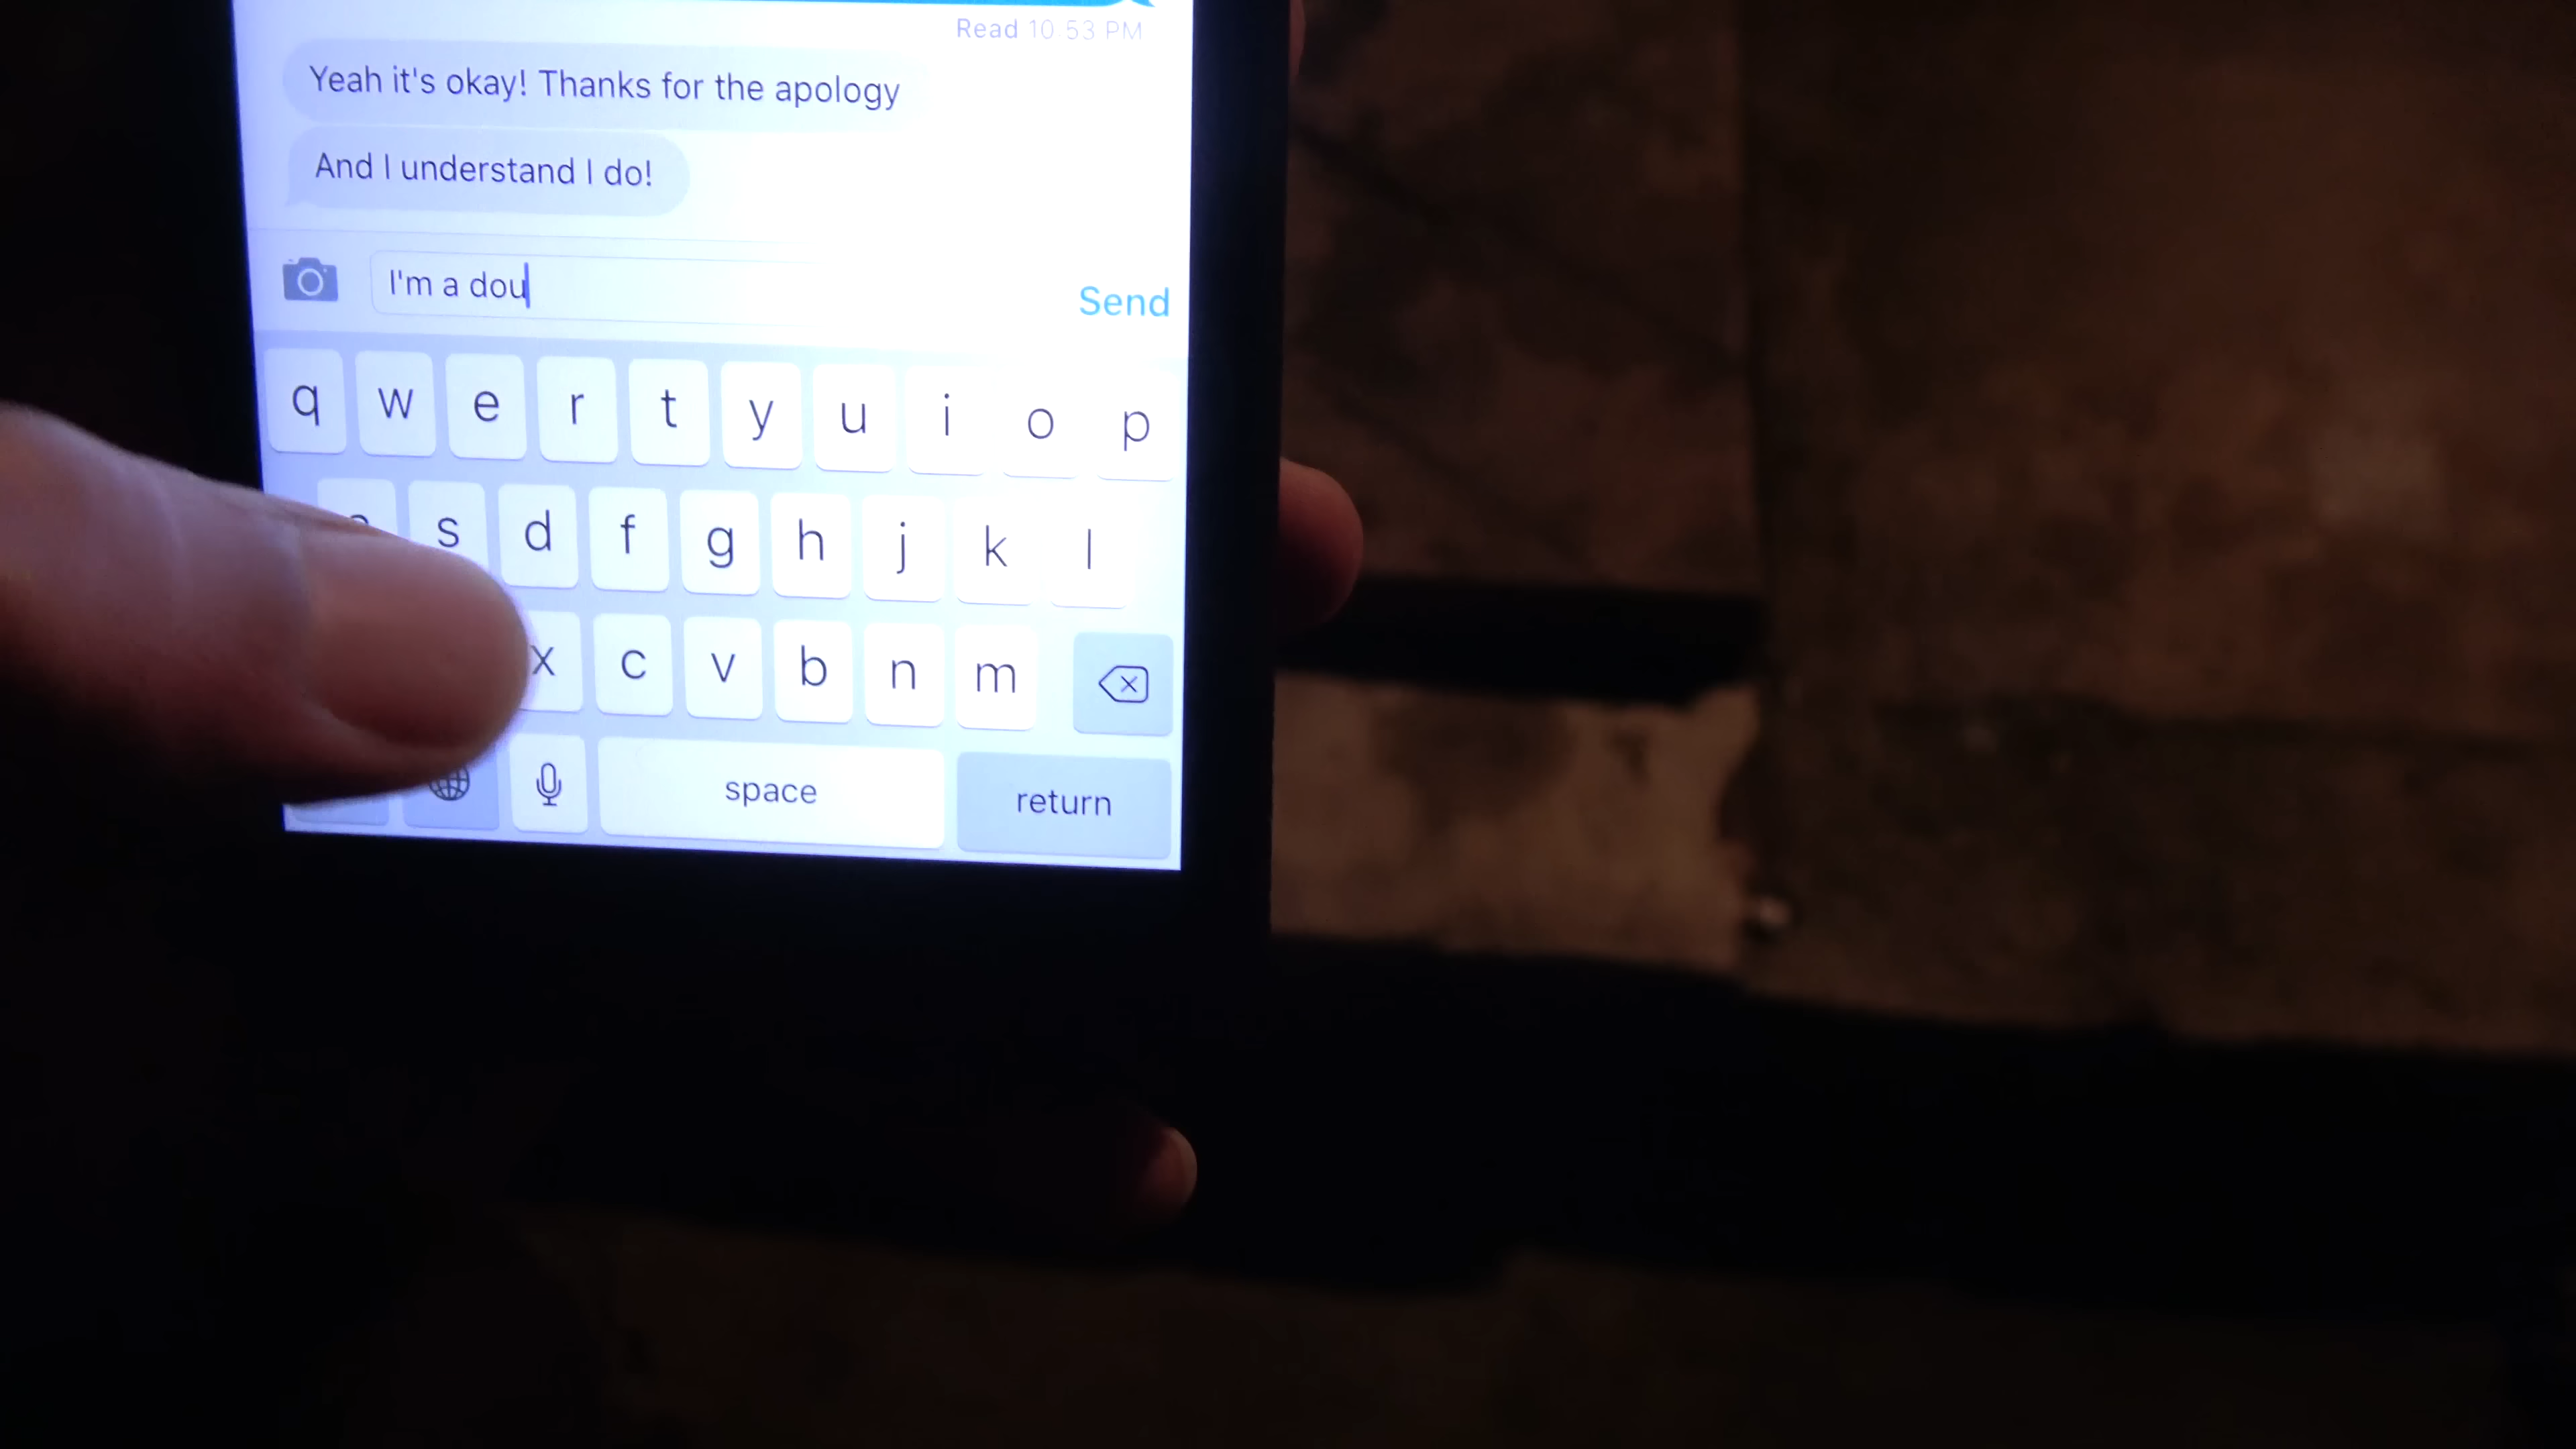 Read 10:53 PM
Yeah it's okay! Thanks for the apology
And I understand I do!
I'm a dou
Send
q w e r t y u i o p
s d f g h j k l
x c v b n m
space
return